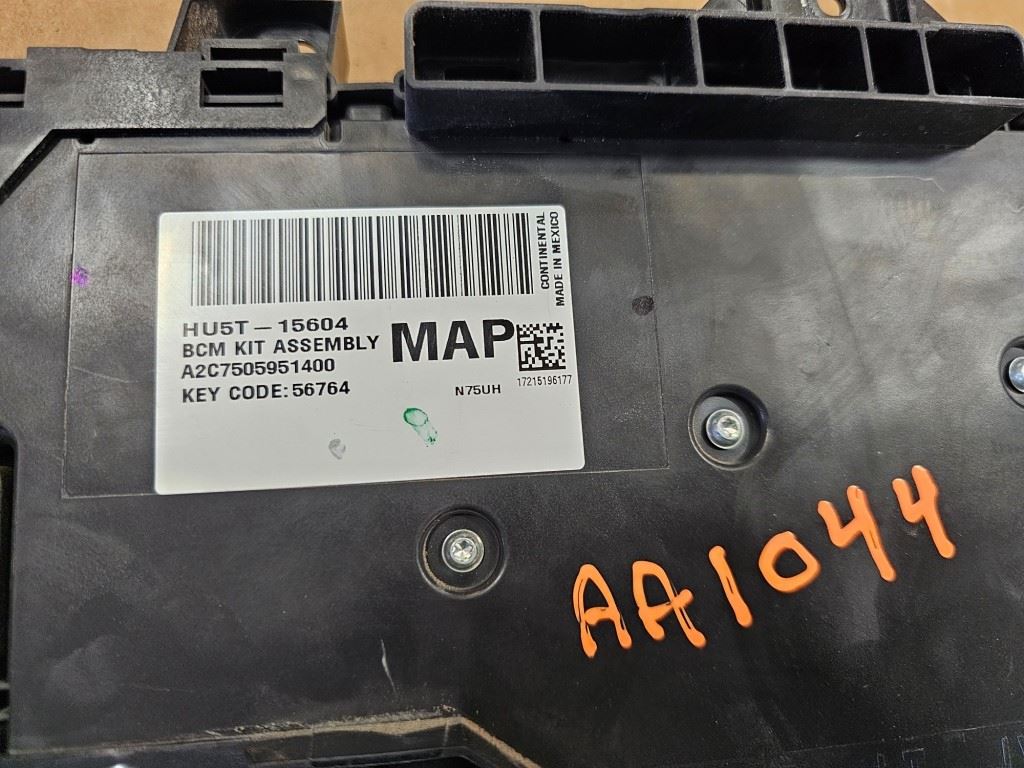 CONTINENTAL
MADE IN MEXICO
HU5T-15604
BCM KIT ASSEMBLY
MAP
A2C7505951400
KEY CODE:56764
N75UH
17215196177
AA1044